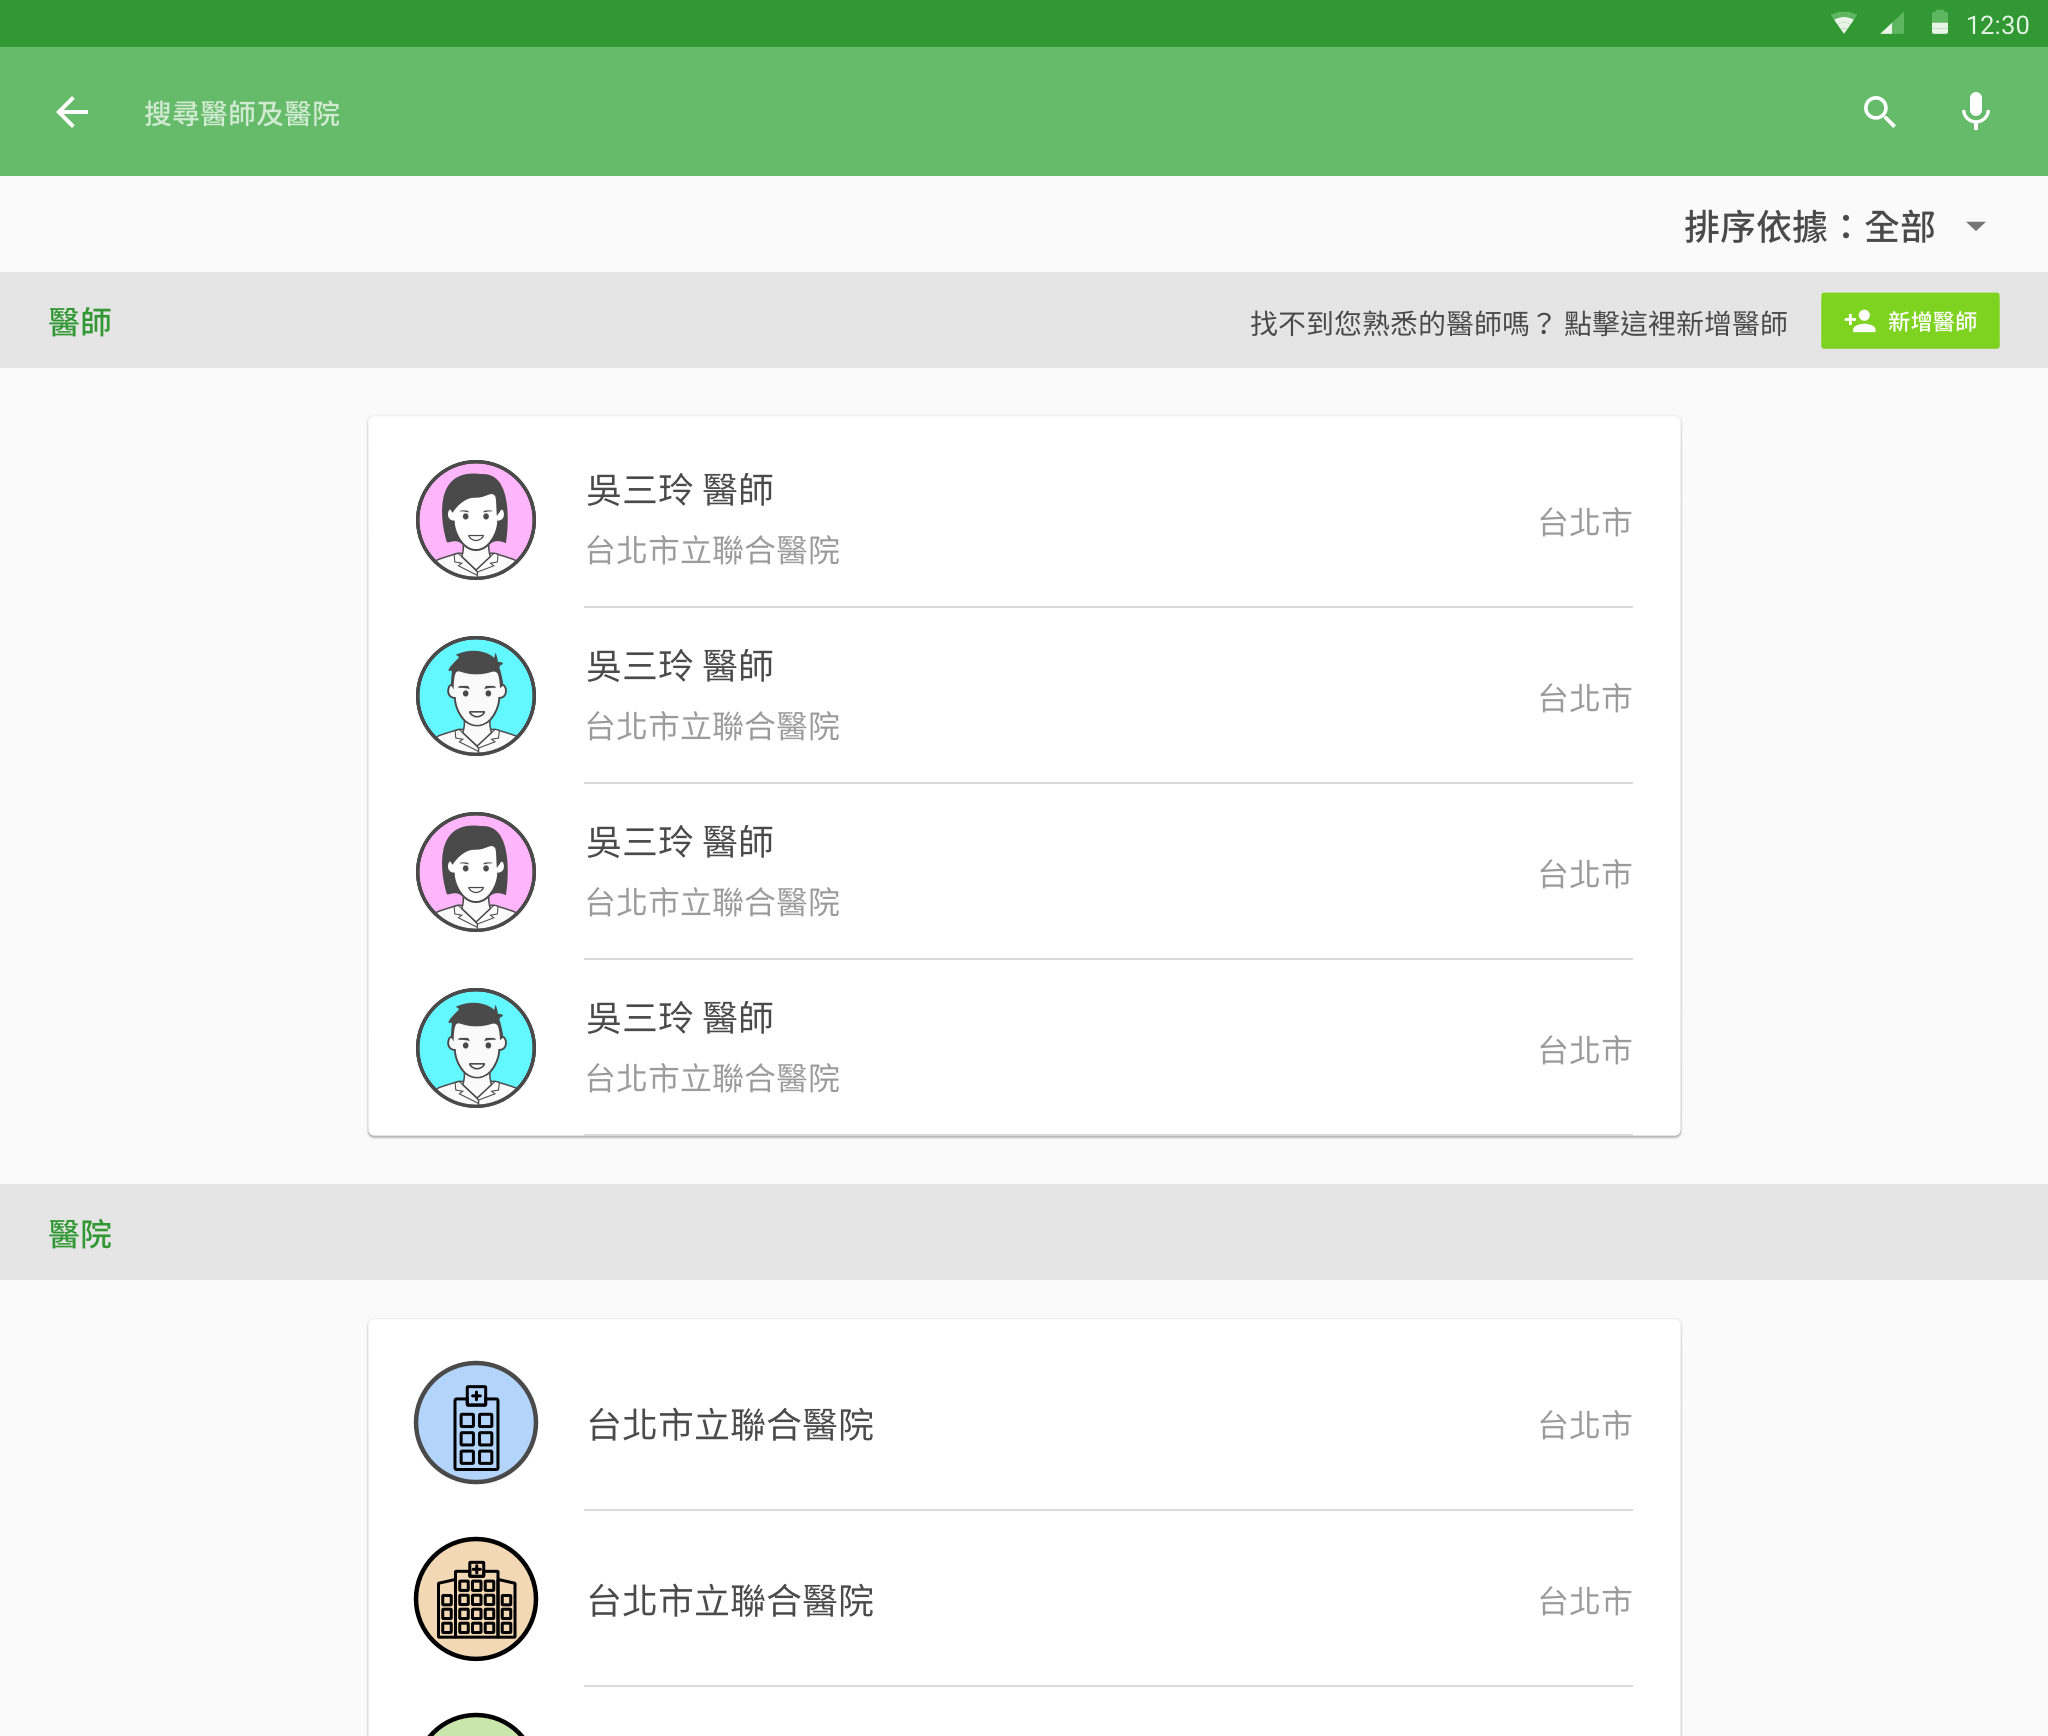 12:30
搜尋醫師及醫院
排序依據：全部
醫師
找不到您熟悉的醫師嗎？ 點擊這裡新增醫師
新增醫師
吳三玲 醫師
台北市立聯合醫院
台北市
吳三玲 醫師
台北市立聯合醫院
台北市
吳三玲 醫師
台北市立聯合醫院
台北市
吳三玲 醫師
台北市立聯合醫院
台北市
醫院
台北市立聯合醫院
台北市
台北市立聯合醫院
台北市